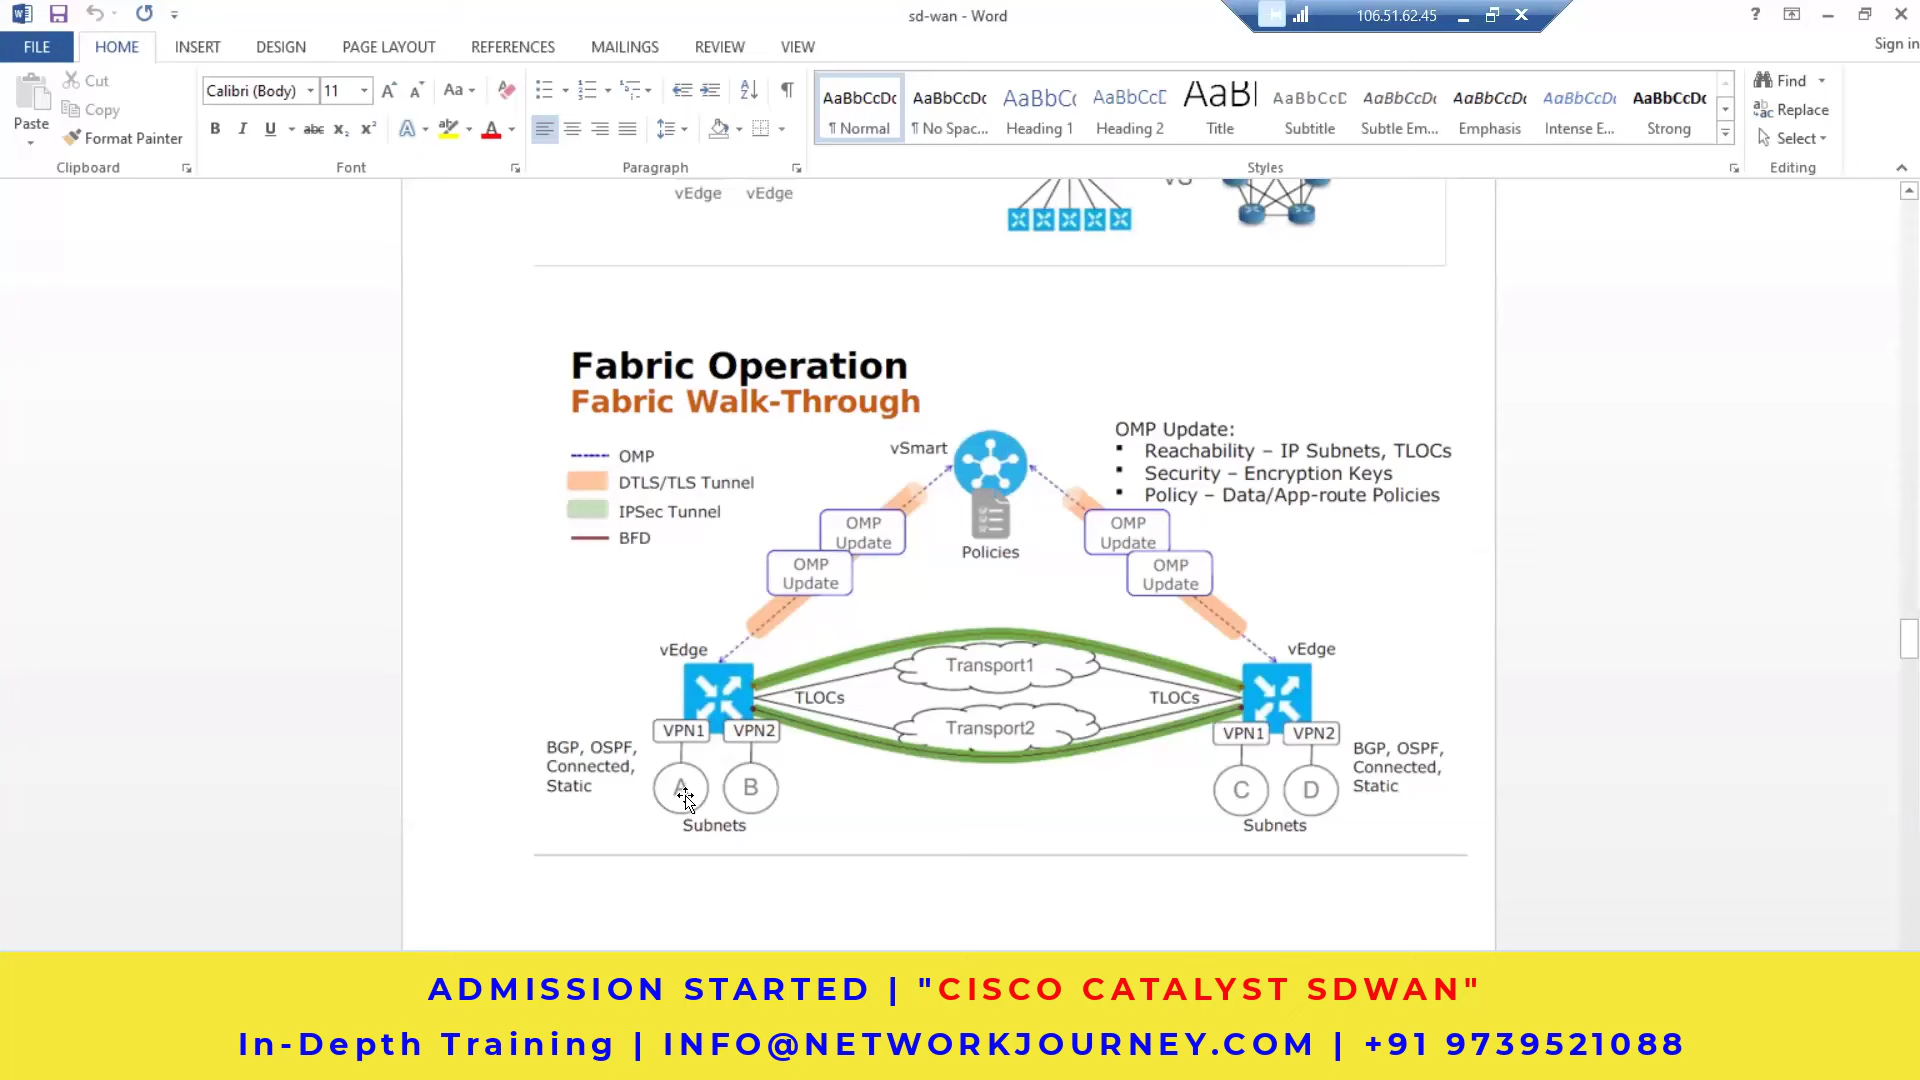 sd-wan - Word
106.51.62.45
?
Sign in
FILE HOME INSERT DESIGN PAGE LAYOUT REFERENCES MAILINGS REVIEW VIEW
Paste
Cut
Copy
Format Painter
Clipboard
Calibri (Body) 11
Font
Paragraph
AaBbCcDc AaBbCcDc AaBbCc AaBbCcD AaBl AaBbCcD AaBbCcDc AaBbCcDc AaBbCcDc AaBbCcDc
¶ Normal ¶ No Spac... Heading 1 Heading 2 Title Subtitle Subtle Em... Emphasis Intense E... Strong
Styles
Find
Replace
Select
Editing
vEdge vEdge
Fabric Operation
Fabric Walk-Through
OMP
DTLS/TLS Tunnel
IPSec Tunnel
BFD
vSmart
Policies
OMP Update:
▪ Reachability – IP Subnets, TLOCs
▪ Security – Encryption Keys
▪ Policy – Data/App-route Policies
OMP
Update
OMP
Update
OMP
Update
OMP
Update
vEdge
vEdge
Transport1
TLOCs
TLOCs
Transport2
VPN1 VPN2
VPN1 VPN2
BGP, OSPF,
Connected,
Static
A B
Subnets
C D
Subnets
BGP, OSPF,
Connected,
Static
ADMISSION STARTED | "CISCO CATALYST SDWAN"
In-Depth Training | INFO@NETWORKJOURNEY.COM | +91 9739521088